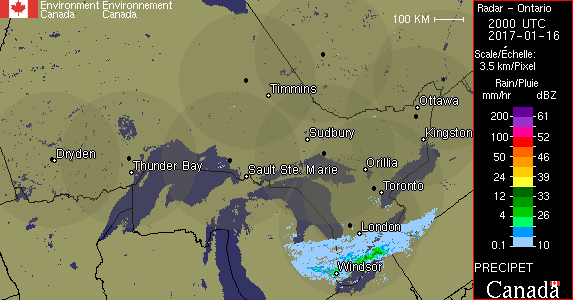 Environment Environnement
Canada Canada
100 KM
Radar - Ontario
2000 UTC
2017-01-16
Scale/Échelle:
3.5 km/Pixel
Rain/Pluie
mm/hr dBZ
200 61
100 52
50 46
24 39
12 33
4 26
0.1 10
PRECIPET
Canada
Timmins
Ottawa
Sudbury
Kingston
Dryden
Thunder Bay
Sault Ste. Marie
Orillia
Toronto
London
Windsor